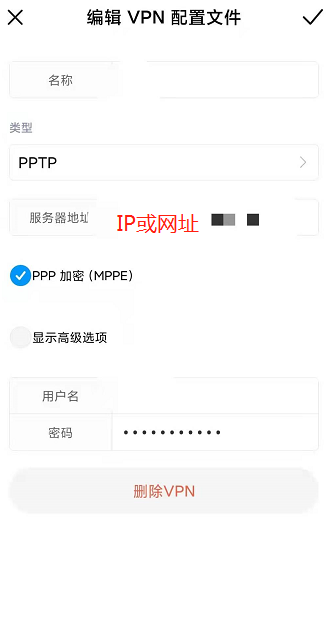 编辑 VPN 配置文件
名称
类型
PPTP
服务器地址 IP或网址
PPP 加密 (MPPE)
显示高级选项
用户名
密码 •••••••••••
删除VPN